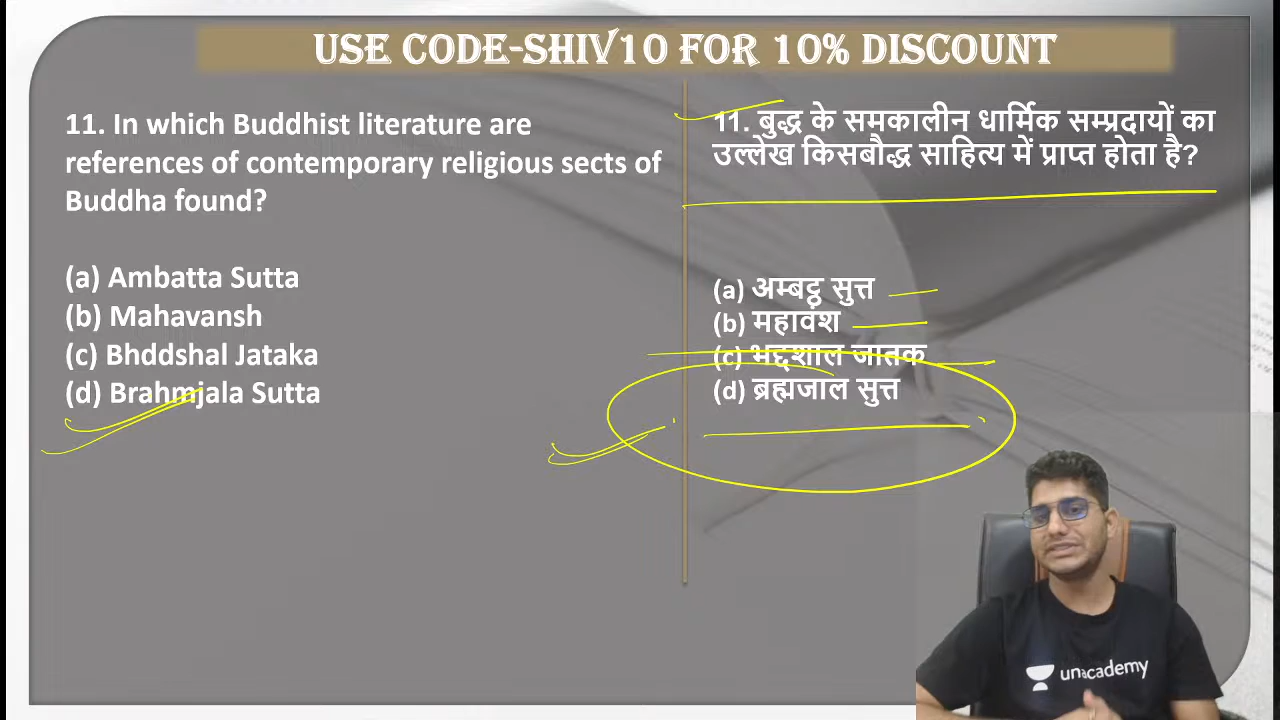 USE CODE-SHIV10 FOR 10% DISCOUNT
11. In which Buddhist literature are
references of contemporary religious sects of
Buddha found?
(a) Ambatta Sutta
(b) Mahavansh
(c) Bhddshal Jataka
(d) Brahmjala Sutta
11. बुद्ध के समकालीन धार्मिक सम्प्रदायों का
उल्लेख किसबौद्ध साहित्य में प्राप्त होता है?
(a) अम्बट्ठ सुत्त
(b) महावंश
(c) भद्दशाल जातक
(d) ब्रह्मजाल सुत्त
unacademy